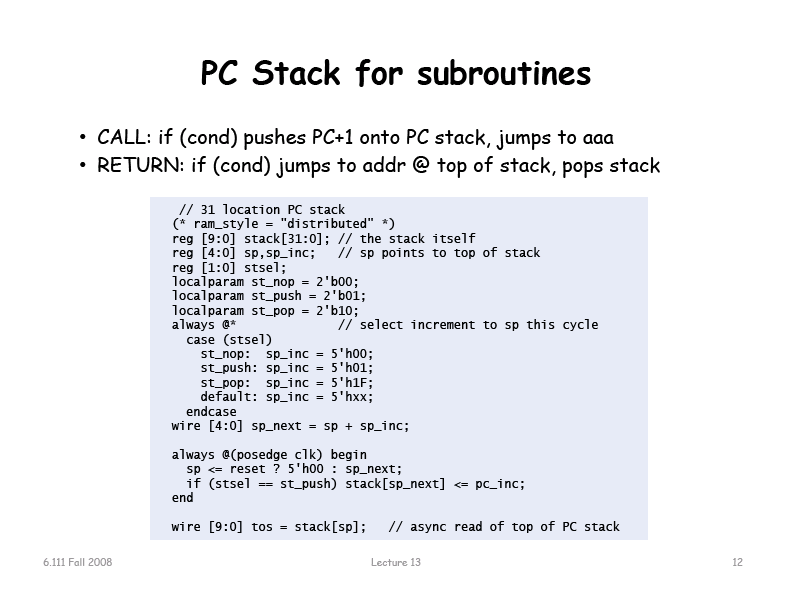 PC Stack for subroutines
• CALL: if (cond) pushes PC+1 onto PC stack, jumps to aaa
• RETURN: if (cond) jumps to addr @ top of stack, pops stack
// 31 location PC stack
(* ram_style = "distributed" *)
reg [9:0] stack[31:0]; // the stack itself
reg [4:0] sp,sp_inc;   // sp points to top of stack
reg [1:0] stsel;
localparam st_nop = 2'b00;
localparam st_push = 2'b01;
localparam st_pop = 2'b10;
always @*              // select increment to sp this cycle
  case (stsel)
    st_nop:  sp_inc = 5'h00;
    st_push: sp_inc = 5'h01;
    st_pop:  sp_inc = 5'h1F;
    default: sp_inc = 5'hxx;
  endcase
wire [4:0] sp_next = sp + sp_inc;
always @(posedge clk) begin
  sp <= reset ? 5'h00 : sp_next;
  if (stsel == st_push) stack[sp_next] <= pc_inc;
end
wire [9:0] tos = stack[sp];   // async read of top of PC stack
6.111 Fall 2008
Lecture 13
12